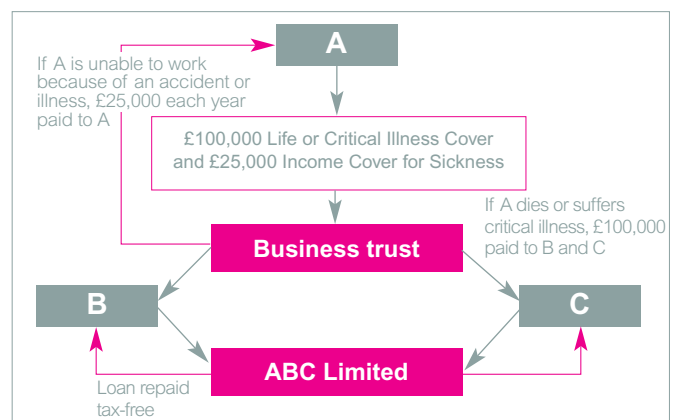 A
If A is unable to work
because of an accident or
illness, £25,000 each year
paid to A
£100,000 Life or Critical Illness Cover
and £25,000 Income Cover for Sickness
If A dies or suffers
critical illness, £100,000
paid to B and C
Business trust
B
C
ABC Limited
Loan repaid
tax-free